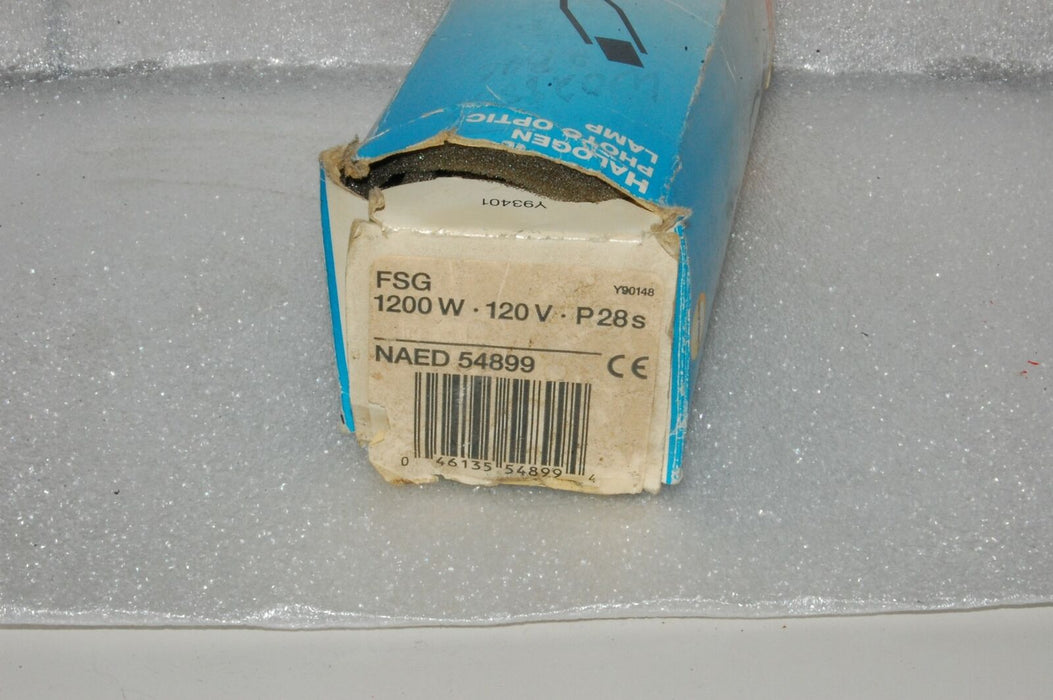 HALOGEN
PHOTO OPTIC
LAMP
Y93401
FSG
Y90148
1200 W · 120 V · P28s
NAED 54899
CE
0 46135 54899 4